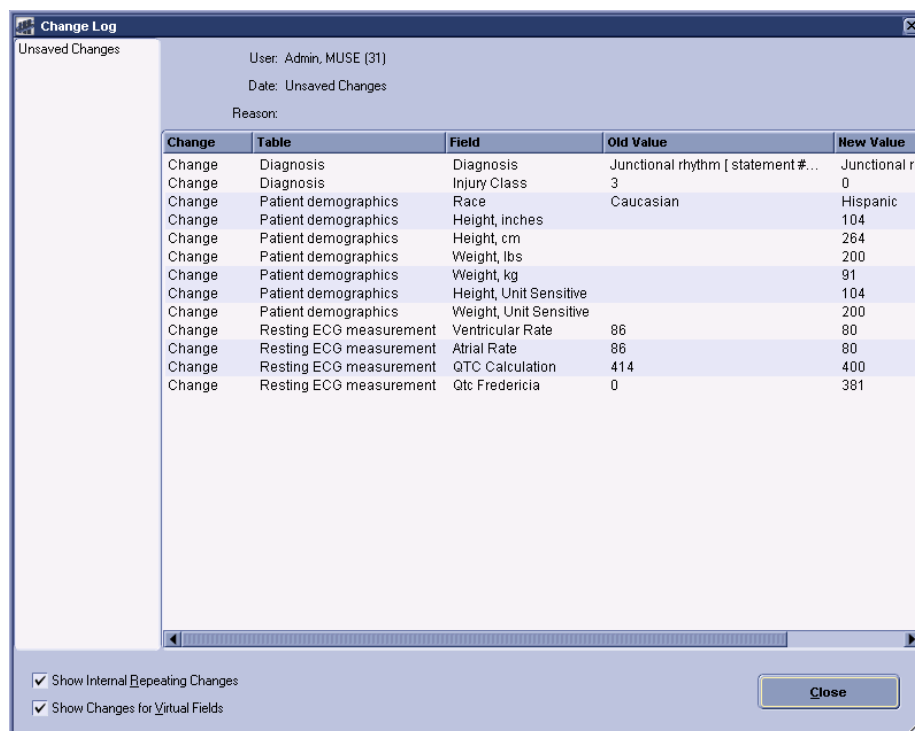 Change Log
Unsaved Changes
User: Admin, MUSE (31)
Date: Unsaved Changes
Reason:
Change Table Field Old Value New Value
Change Diagnosis Diagnosis Junctional rhythm [ statement #... Junctional r
Change Diagnosis Injury Class 3 0
Change Patient demographics Race Caucasian Hispanic
Change Patient demographics Height, inches 104
Change Patient demographics Height, cm 264
Change Patient demographics Weight, lbs 200
Change Patient demographics Weight, kg 91
Change Patient demographics Height, Unit Sensitive 104
Change Patient demographics Weight, Unit Sensitive 200
Change Resting ECG measurement Ventricular Rate 86 80
Change Resting ECG measurement Atrial Rate 86 80
Change Resting ECG measurement QTC Calculation 414 400
Change Resting ECG measurement Qtc Fredericia 0 381
Show Internal Repeating Changes
Show Changes for Virtual Fields
Close